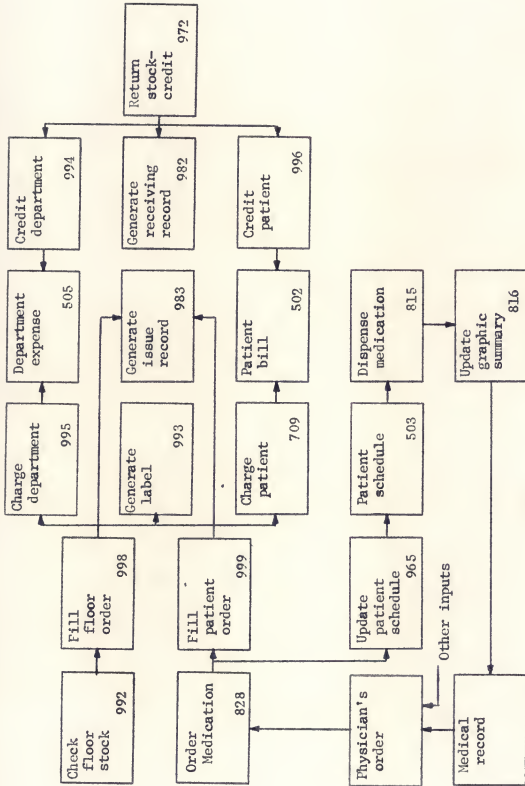 Charge
department
995
Department
expense
505
Credit
department
994
Check
floor
stock
992
Fill
floor
order
998
Generate
label
993
Generate
issue
record
983
Generate
receiving
record
982
Return
stock-
credit
972
Order
Medication
828
Fill
patient
order
999
Charge
patient
709
Patient
bill
502
Credit
patient
996
Physician's
order
Update
patient
schedule
965
Patient
schedule
503
Dispense
medication
815
Other inputs
Medical
record
Update
graphic
summary
816